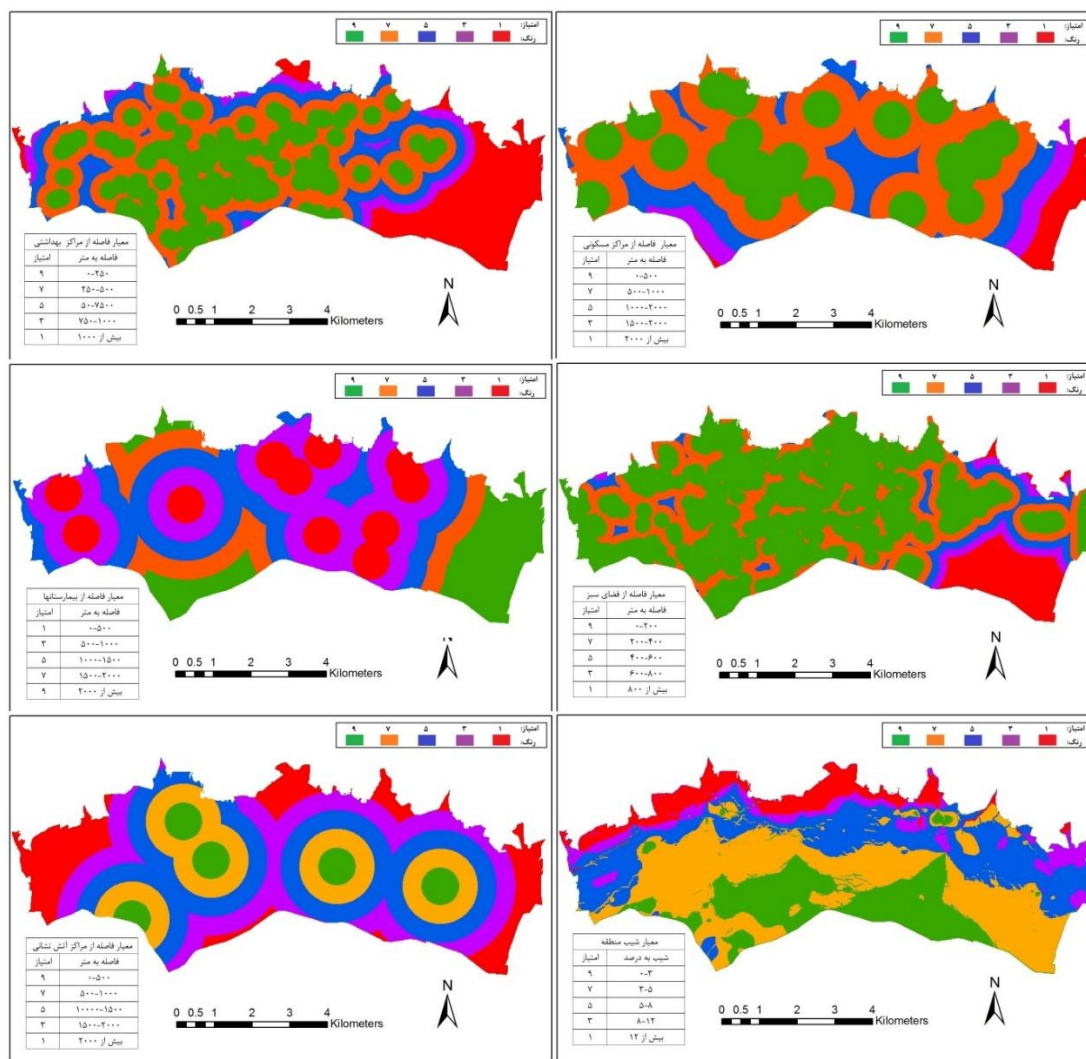 امتیاز: ۱ ۳ ۵ ۷ ۹
رنگ:
معیار فاصله از مراکز بهداشتی
فاصله به متر امتیاز
۰-۲۵۰ ۹
۲۵۰-۵۰۰ ۷
۵۰-۷۵۰۰ ۵
۷۵۰-۱۰۰۰ ۳
بیش از ۱۰۰۰ ۱
0 0.5 1 2 3 4
Kilometers
N
امتیاز: ۱ ۳ ۵ ۷ ۹
رنگ:
معیار فاصله از مراکز مسکونی
فاصله به متر امتیاز
۰-۵۰۰ ۹
۵۰۰-۱۰۰۰ ۷
۱۰۰۰-۲۰۰۰ ۵
۱۵۰۰-۲۰۰۰ ۳
بیش از ۲۰۰۰ ۱
0 0.5 1 2 3 4
Kilometers
N
امتیاز: ۱ ۳ ۵ ۷ ۹
رنگ:
معیار فاصله از بیمارستانها
فاصله به متر امتیاز
۰-۵۰۰ ۱
۵۰۰-۱۰۰۰ ۳
۱۰۰۰-۱۵۰۰ ۵
۱۵۰۰-۲۰۰۰ ۷
بیش از ۲۰۰۰ ۹
0 0.5 1 2 3 4
Kilometers
N
امتیاز: ۱ ۳ ۵ ۷ ۹
رنگ:
معیار فاصله از فضای سبز
فاصله به متر امتیاز
۰-۲۰۰ ۹
۲۰۰-۴۰۰ ۷
۴۰۰-۶۰۰ ۵
۶۰۰-۸۰۰ ۳
بیش از ۸۰۰ ۱
0 0.5 1 2 3 4
Kilometers
N
امتیاز: ۱ ۳ ۵ ۷ ۹
رنگ:
معیار فاصله از مراکز آتش نشانی
فاصله به متر امتیاز
۰-۵۰۰ ۹
۵۰۰-۱۰۰۰ ۷
۱۰۰۰۰-۱۵۰۰ ۵
۱۵۰۰-۲۰۰۰ ۳
بیش از ۲۰۰۰ ۱
0 0.5 1 2 3 4
Kilometers
N
امتیاز: ۱ ۳ ۵ ۷ ۹
رنگ:
معیار شیب منطقه
شیب به درصد امتیاز
۰-۳ ۹
۳-۵ ۷
۵-۸ ۵
۸-۱۲ ۳
بیش از ۱۲ ۱
0 0.5 1 2 3 4
Kilometers
N